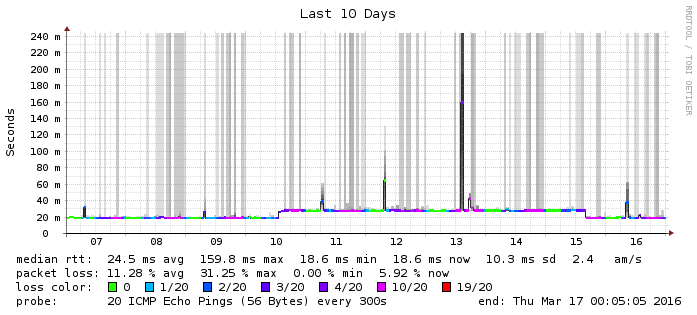 Last 10 Days
RRDTOOL / TOBI OETIKER
Seconds
240 m
220 m
200 m
180 m
160 m
140 m
120 m
100 m
80 m
60 m
40 m
20 m
0
07 08 09 10 11 12 13 14 15 16
median rtt: 24.5 ms avg 159.8 ms max 18.6 ms min 18.6 ms now 10.3 ms sd 2.4 am/s
packet loss: 11.28 % avg 31.25 % max 0.00 % min 5.92 % now
loss color: 0 1/20 2/20 3/20 4/20 10/20 19/20
probe: 20 ICMP Echo Pings (56 Bytes) every 300s end: Thu Mar 17 00:05:05 2016